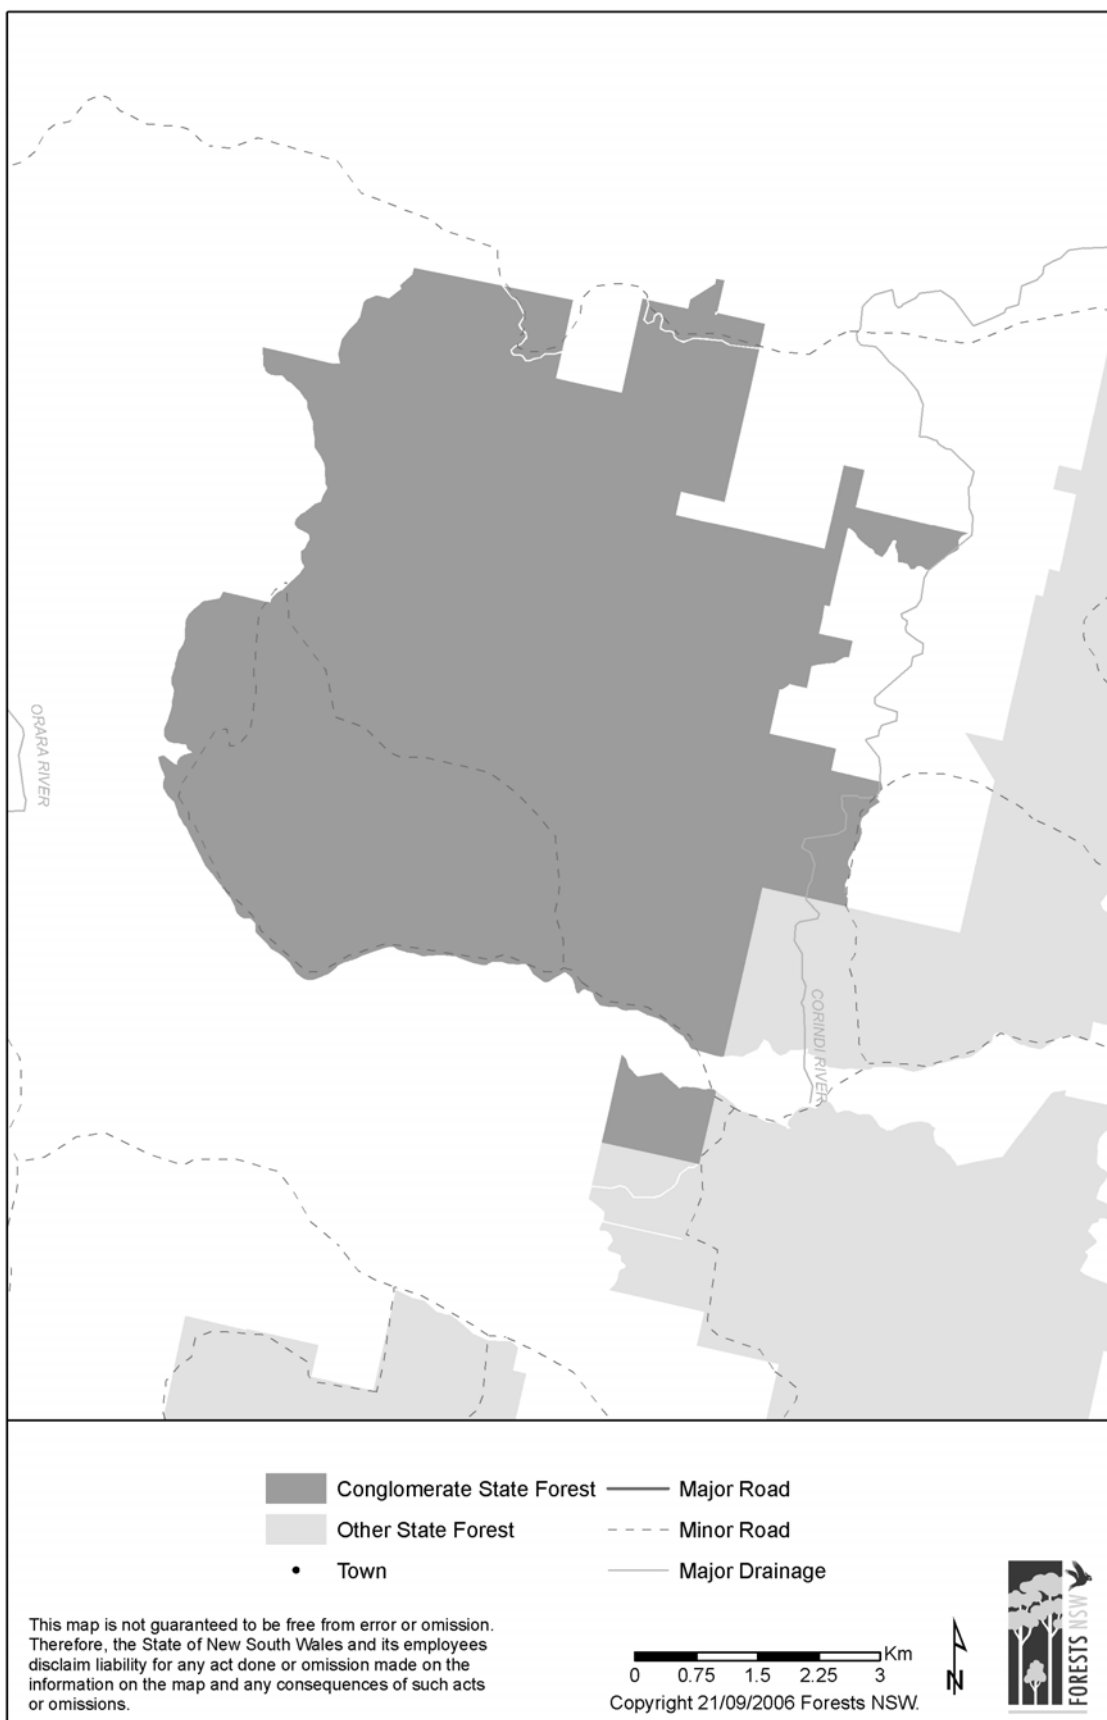 ORARA RIVER
CORINDI RIVER
Conglomerate State Forest
Other State Forest
Town
Major Road
Minor Road
Major Drainage
This map is not guaranteed to be free from error or omission.
Therefore, the State of New South Wales and its employees
disclaim liability for any act done or omission made on the
information on the map and any consequences of such acts
or omissions.
Km
0 0.75 1.5 2.25 3
Copyright 21/09/2006 Forests NSW.
N
FORESTS NSW